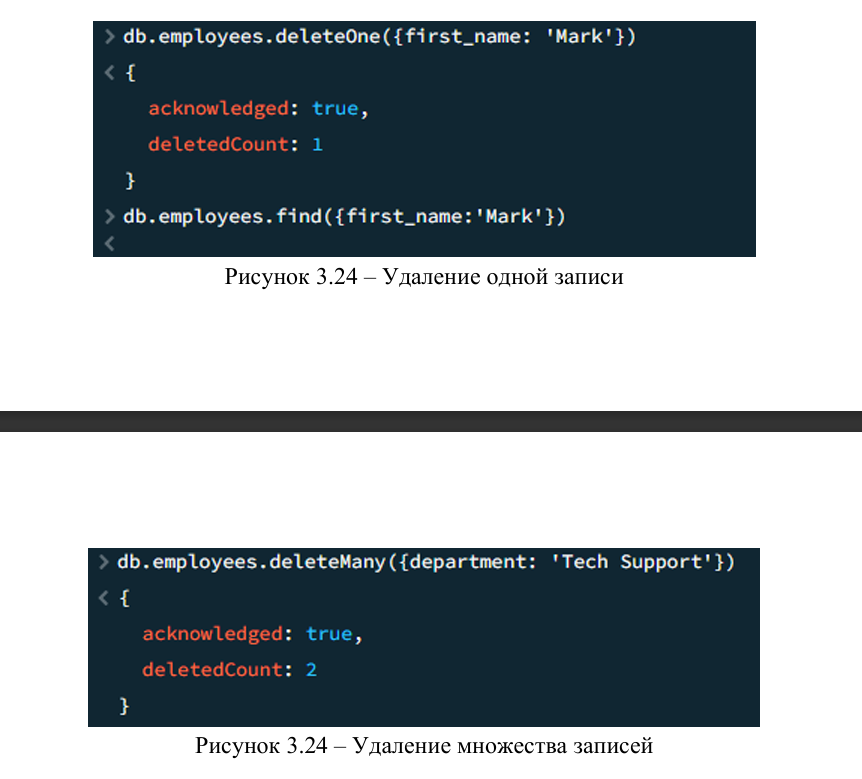 > db.employees.deleteOne({first_name: 'Mark'})
< {
acknowledged: true,
deletedCount: 1
}
> db.employees.find({first_name:'Mark'})
<
Рисунок 3.24 – Удаление одной записи
> db.employees.deleteMany({department: 'Tech Support'})
< {
acknowledged: true,
deletedCount: 2
}
Рисунок 3.24 – Удаление множества записей